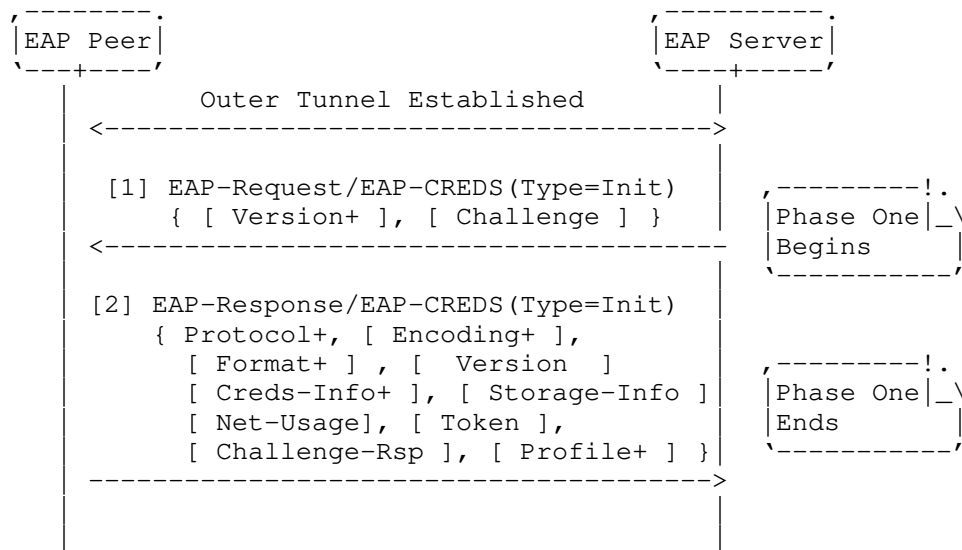 EAP Peer
EAP Server
Outer Tunnel Established
[1] EAP-Request/EAP-CREDS(Type=Init)
{ [ Version+ ], [ Challenge ] }
Phase One
Begins
[2] EAP-Response/EAP-CREDS(Type=Init)
{ Protocol+, [ Encoding+ ],
[ Format+ ] , [  Version  ]
[ Creds-Info+ ], [ Storage-Info ]
[ Net-Usage], [ Token ],
[ Challenge-Rsp ], [ Profile+ ] }
Phase One
Ends